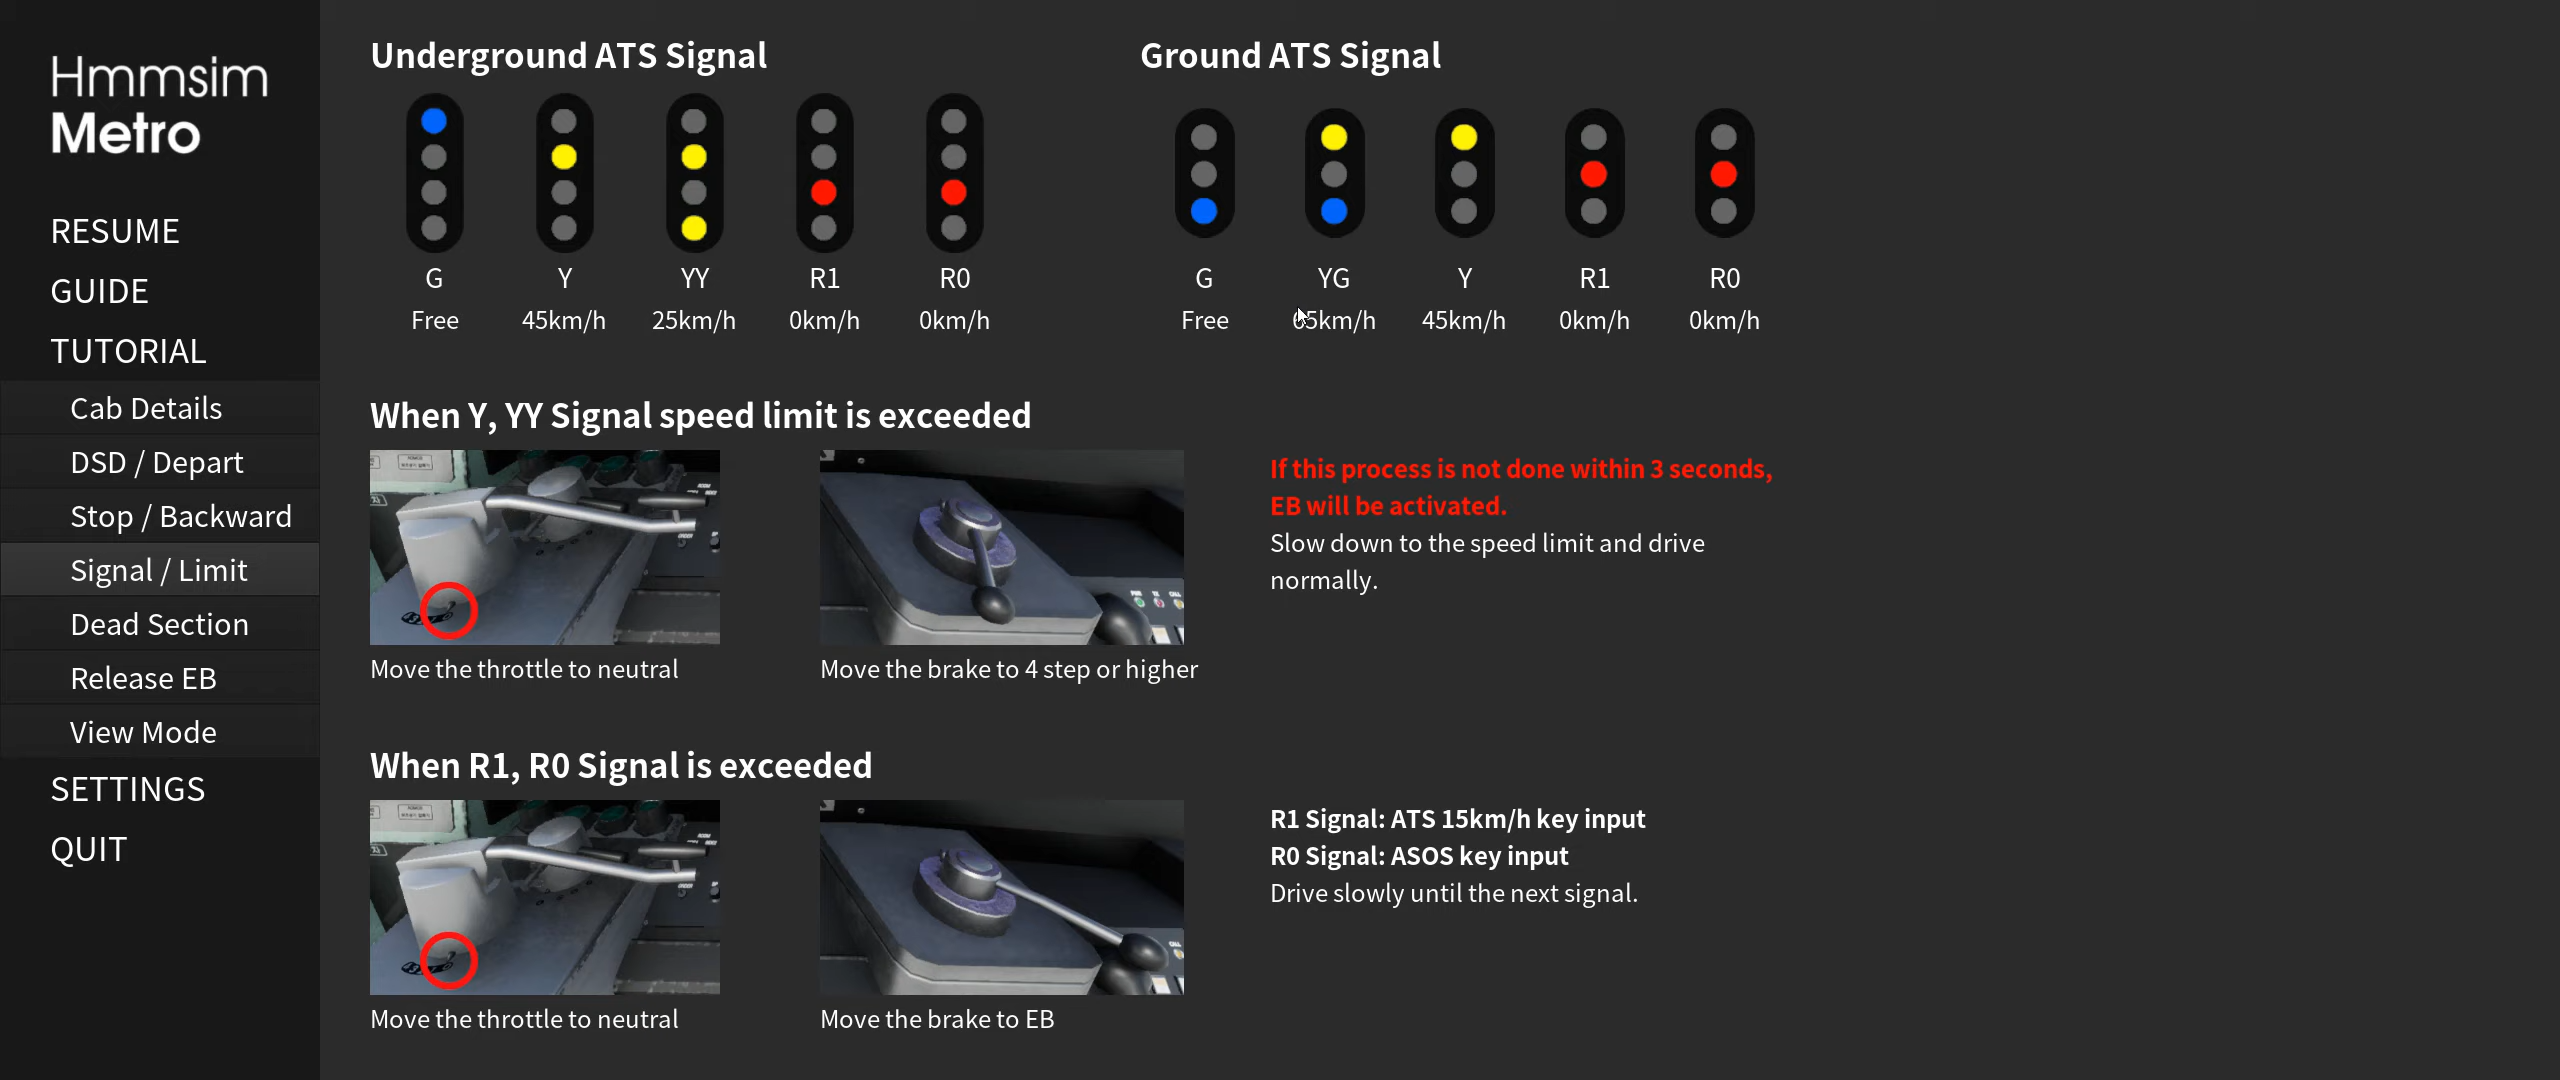 Hmmsim
Metro
RESUME
GUIDE
TUTORIAL
Cab Details
DSD / Depart
Stop / Backward
Signal / Limit
Dead Section
Release EB
View Mode
SETTINGS
QUIT
Underground ATS Signal
G Y YY R1 R0
Free 45km/h 25km/h 0km/h 0km/h
Ground ATS Signal
G YG Y R1 R0
Free 65km/h 45km/h 0km/h 0km/h
When Y, YY Signal speed limit is exceeded
Move the throttle to neutral
Move the brake to 4 step or higher
If this process is not done within 3 seconds,
EB will be activated.
Slow down to the speed limit and drive
normally.
When R1, R0 Signal is exceeded
Move the throttle to neutral
Move the brake to EB
R1 Signal: ATS 15km/h key input
R0 Signal: ASOS key input
Drive slowly until the next signal.